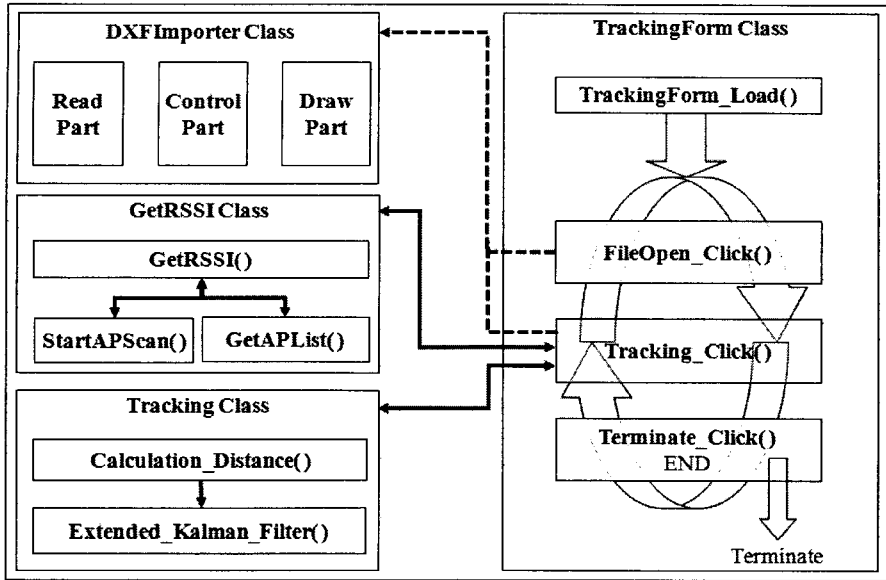 DXFImporter Class
Read
Part
Control
Part
Draw
Part
GetRSSI Class
GetRSSI()
StartAPScan()
GetAPList()
Tracking Class
Calculation_Distance()
Extended_Kalman_Filter()
TrackingForm Class
TrackingForm_Load()
FileOpen_Click()
Tracking_Click()
Terminate_Click()
END
Terminate